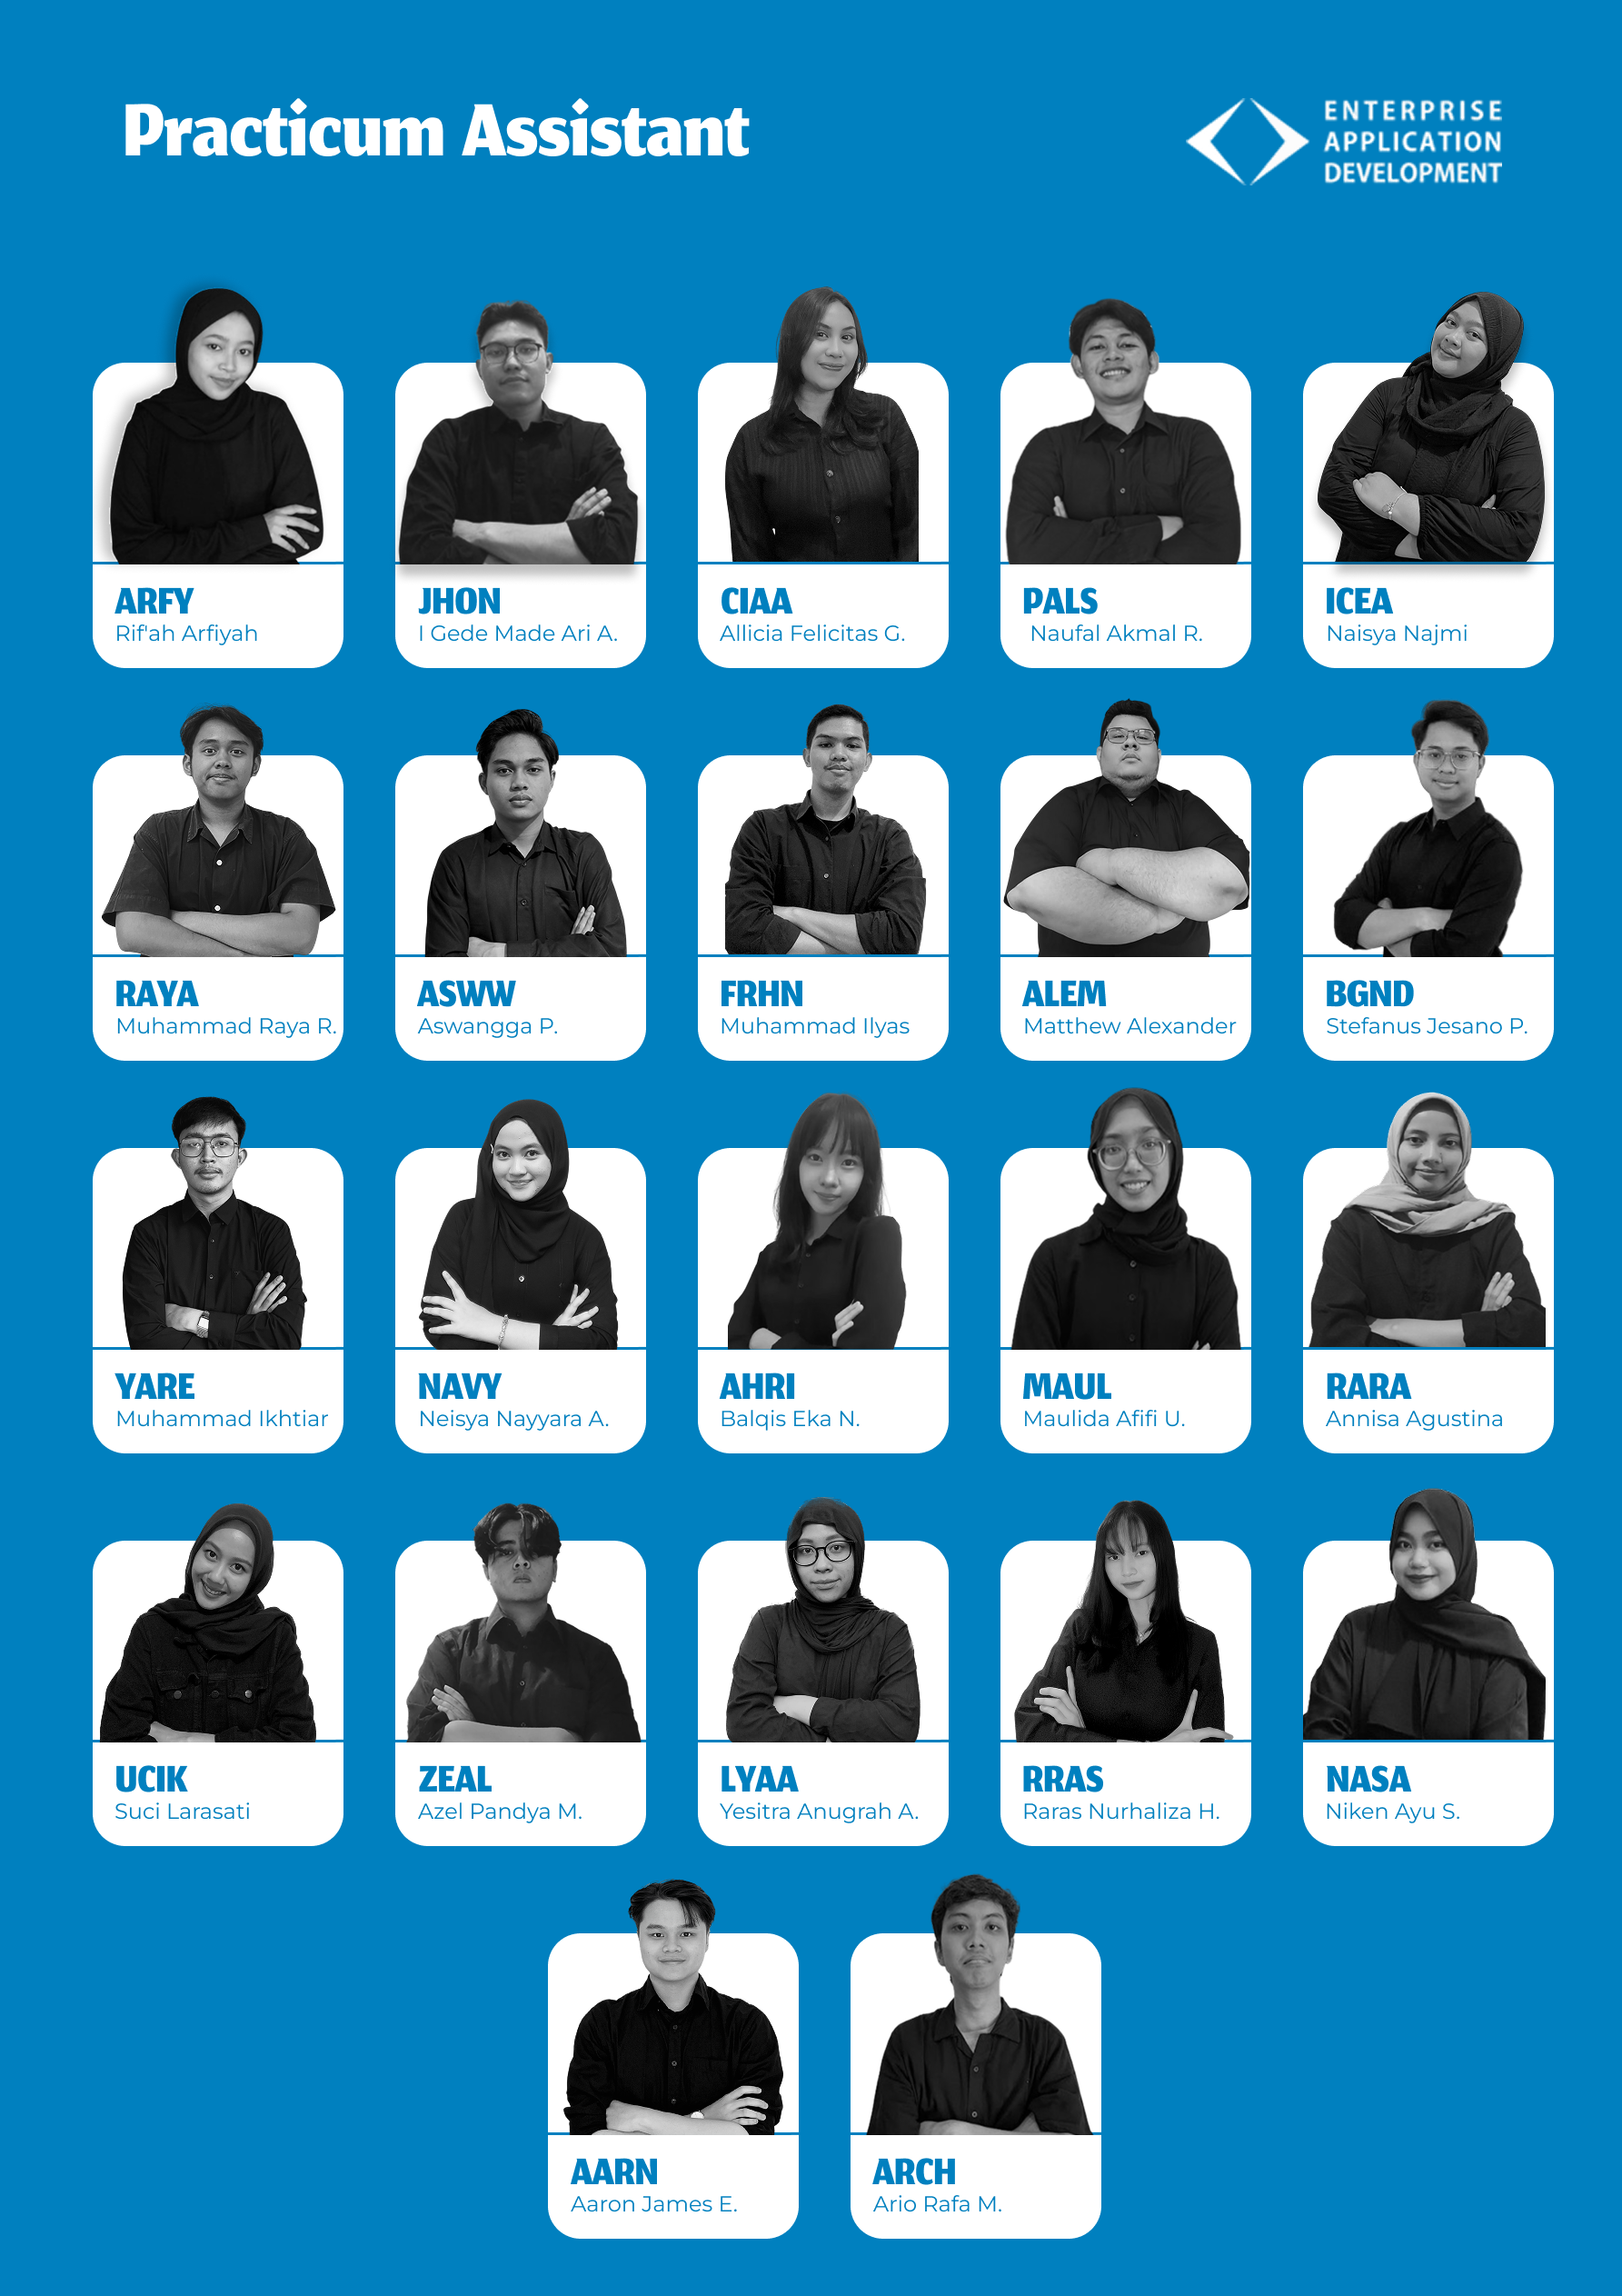 Practicum Assistant
ENTERPRISE
APPLICATION
DEVELOPMENT
ARFY
Rif'ah Arfiyah
JHON
I Gede Made Ari A.
CIAA
Allicia Felicitas G.
PALS
Naufal Akmal R.
ICEA
Naisya Najmi
RAYA
Muhammad Raya R.
ASWW
Aswangga P.
FRHN
Muhammad Ilyas
ALEM
Matthew Alexander
BGND
Stefanus Jesano P.
YARE
Muhammad Ikhtiar
NAVY
Neisya Nayyara A.
AHRI
Balqis Eka N.
MAUL
Maulida Afifi U.
RARA
Annisa Agustina
UCIK
Suci Larasati
ZEAL
Azel Pandya M.
LYAA
Yesitra Anugrah A.
RRAS
Raras Nurhaliza H.
NASA
Niken Ayu S.
AARN
Aaron James E.
ARCH
Ario Rafa M.